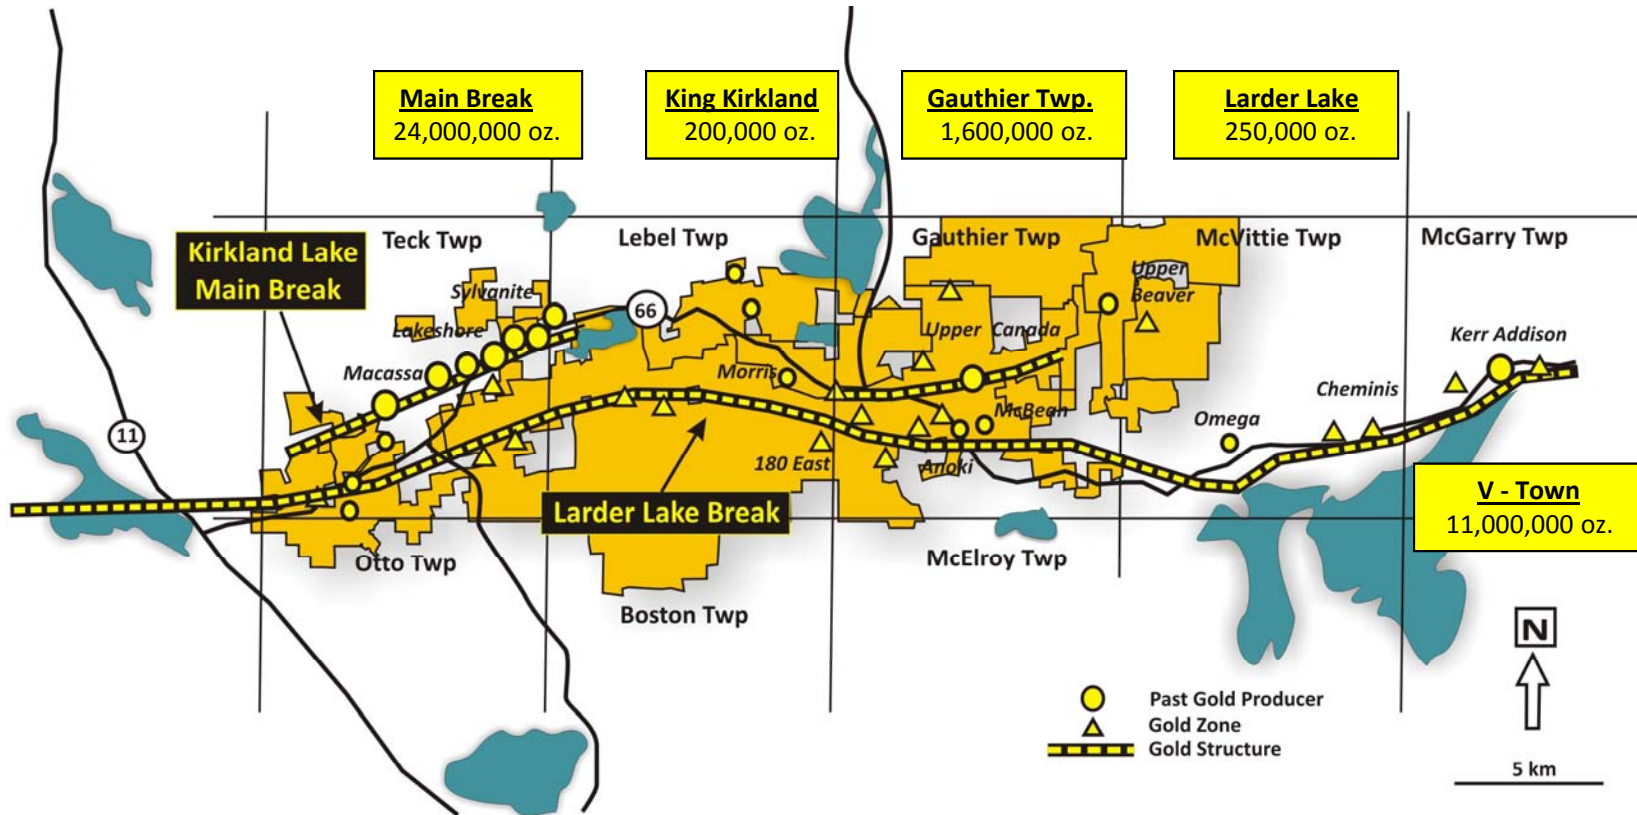 Main Break
24,000,000 oz.
King Kirkland
200,000 oz.
Gauthier Twp.
1,600,000 oz.
Larder Lake
250,000 oz.
Teck Twp
Lebel Twp
Gauthier Twp
McVittie Twp
McGarry Twp
Kirkland Lake
Main Break
Sylvanite
66
Upper
Beaver
Lakeshore
Upper Canada
Kerr Addison
Macassa
Morris
Cheminis
McBean
Omega
11
180 East
Anoki
Larder Lake Break
V - Town
11,000,000 oz.
Otto Twp
McElroy Twp
Boston Twp
N
Past Gold Producer
Gold Zone
Gold Structure
5 km